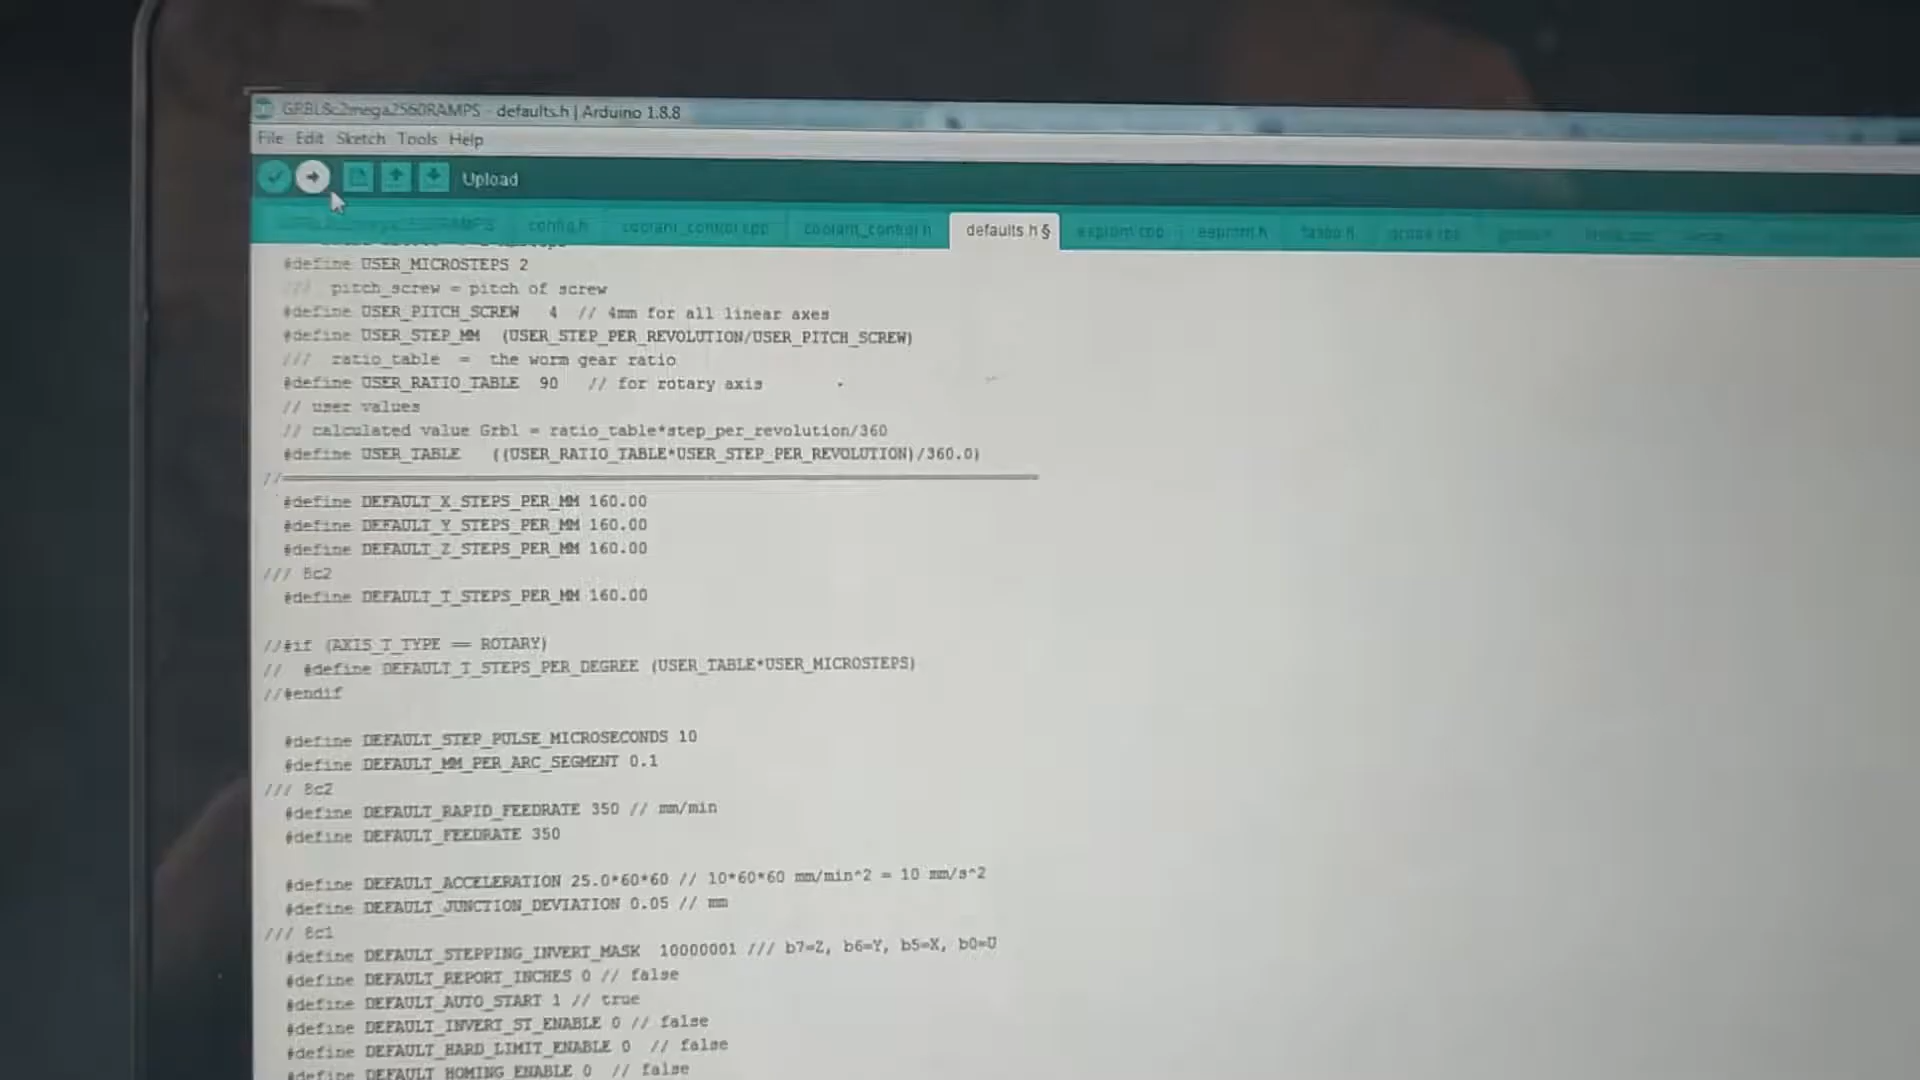 GRBL8c2mega2560RAMPS - defaults.h | Arduino 1.8.8
File Edit Sketch Tools Help
Upload
GRBL8c2mega2560RAMPS config.h coolant_control.cpp coolant_control.h defaults.h § eeprom.cpp eeprom.h
#define USER_MICROSTEPS 2
/// pitch_screw = pitch of screw
#define USER_PITCH_SCREW 4 // 4mm for all linear axes
#define USER_STEP_MM (USER_STEP_PER_REVOLUTION/USER_PITCH_SCREW)
/// ratio_table = the worm gear ratio
#define USER_RATIO_TABLE 90 // for rotary axis
// user values
// calculated value Grbl = ratio_table*step_per_revolution/360
#define USER_TABLE ((USER_RATIO_TABLE*USER_STEP_PER_REVOLUTION)/360.0)
//
#define DEFAULT_X_STEPS_PER_MM 160.00
#define DEFAULT_Y_STEPS_PER_MM 160.00
#define DEFAULT_Z_STEPS_PER_MM 160.00
/// 8c2
#define DEFAULT_T_STEPS_PER_MM 160.00
//#if (AXIS_T_TYPE == ROTARY)
// #define DEFAULT_T_STEPS_PER_DEGREE (USER_TABLE*USER_MICROSTEPS)
//#endif
#define DEFAULT_STEP_PULSE_MICROSECONDS 10
#define DEFAULT_MM_PER_ARC_SEGMENT 0.1
/// 8c2
#define DEFAULT_RAPID_FEEDRATE 350 // mm/min
#define DEFAULT_FEEDRATE 350
#define DEFAULT_ACCELERATION 25.0*60*60 // 10*60*60 mm/min^2 = 10 mm/s^2
#define DEFAULT_JUNCTION_DEVIATION 0.05 // mm
/// 8c1
#define DEFAULT_STEPPING_INVERT_MASK 10000001 /// b7=Z, b6=Y, b5=X, b0=U
#define DEFAULT_REPORT_INCHES 0 // false
#define DEFAULT_AUTO_START 1 // true
#define DEFAULT_INVERT_ST_ENABLE 0 // false
#define DEFAULT_HARD_LIMIT_ENABLE 0 // false
#define DEFAULT_HOMING_ENABLE 0 // false